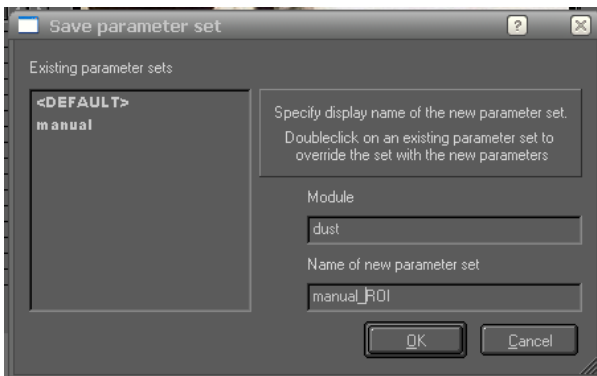 Save parameter set
?
Existing parameter sets
<DEFAULT>
manual
Specify display name of the new parameter set.
Doubleclick on an existing parameter set to
override the set with the new parameters
Module
dust
Name of new parameter set
manual_ROI
OK
Cancel